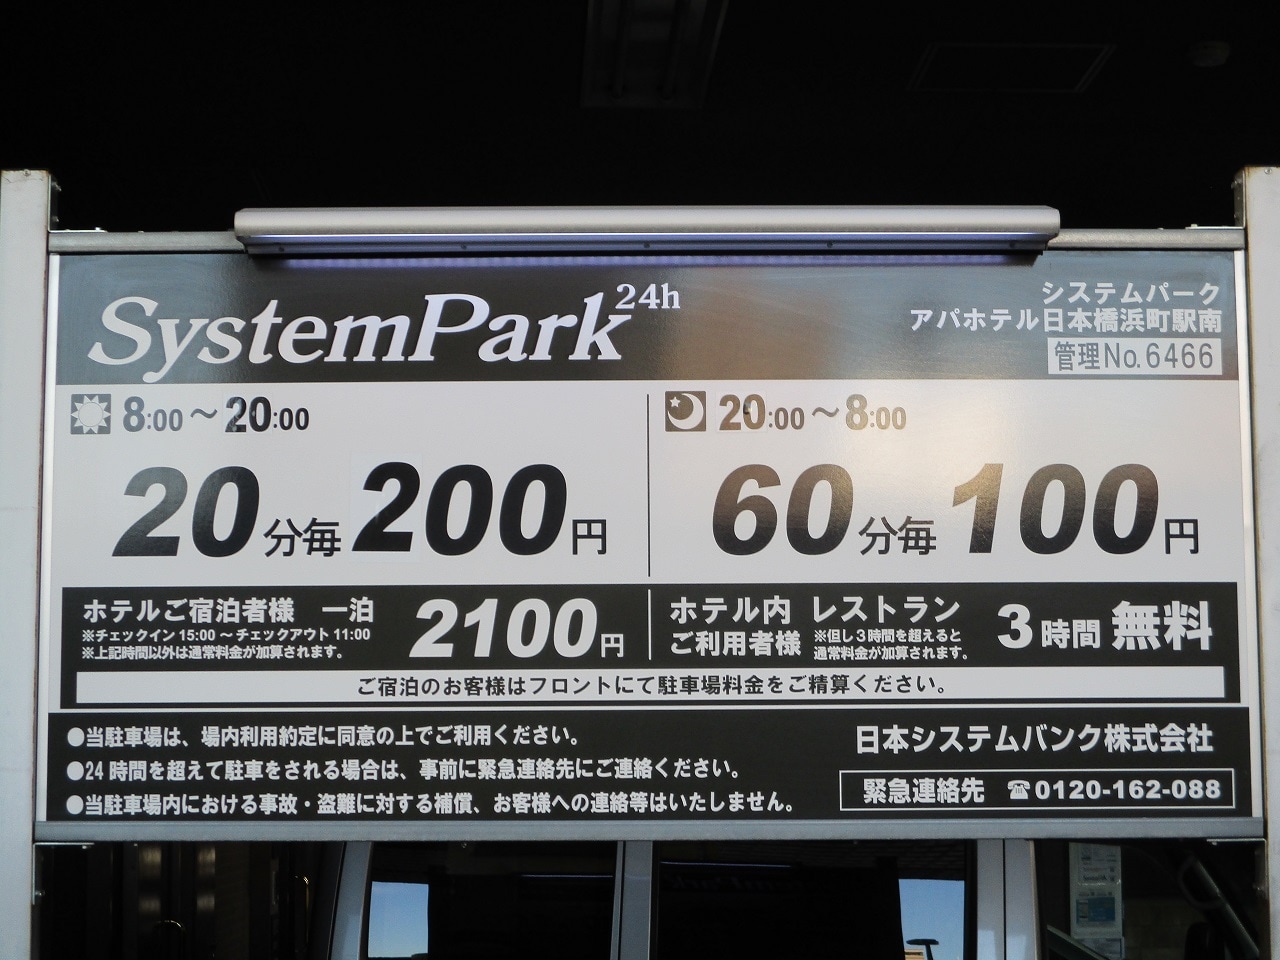 SystemPark24h
システムパーク
アパホテル日本橋浜町駅南
管理No.6466
8:00～20:00
20分毎 200円
20:00～8:00
60分毎 100円
ホテルご宿泊者様 一泊 2100円
※チェックイン 15:00 ～ チェックアウト 11:00
※上記時間以外は通常料金が加算されます。
ホテル内 レストラン
ご利用者様
※但し3時間を超えると
通常料金が加算されます。
3時間 無料
ご宿泊のお客様はフロントにて駐車場料金をご精算ください。
●当駐車場は、場内利用約定に同意の上でご利用ください。
●24時間を超えて駐車をされる場合は、事前に緊急連絡先にご連絡ください。
●当駐車場内における事故・盗難に対する補償、お客様への連絡等はいたしません。
日本システムバンク株式会社
緊急連絡先 ☎0120-162-088